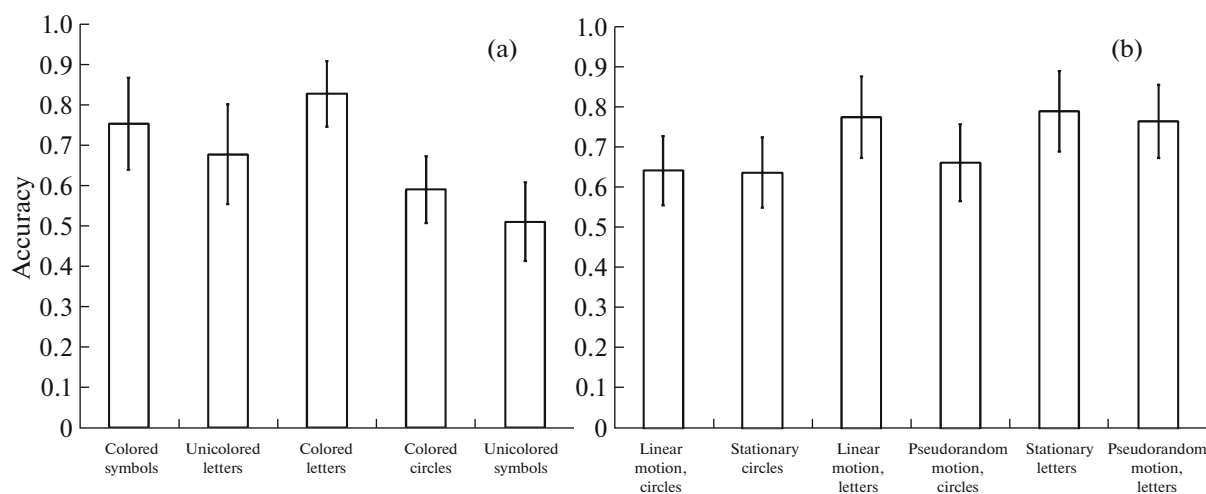 1.0
0.9
0.8
0.7
0.6
0.5
0.4
0.3
0.2
0.1
0
Accuracy
(a)
Colored
symbols
Unicolored
letters
Colored
letters
Colored
circles
Unicolored
symbols
1.0
0.9
0.8
0.7
0.6
0.5
0.4
0.3
0.2
0.1
0
(b)
Linear
motion,
circles
Stationary
circles
Linear
motion,
letters
Pseudorandom
motion,
circles
Stationary
letters
Pseudorandom
motion,
letters